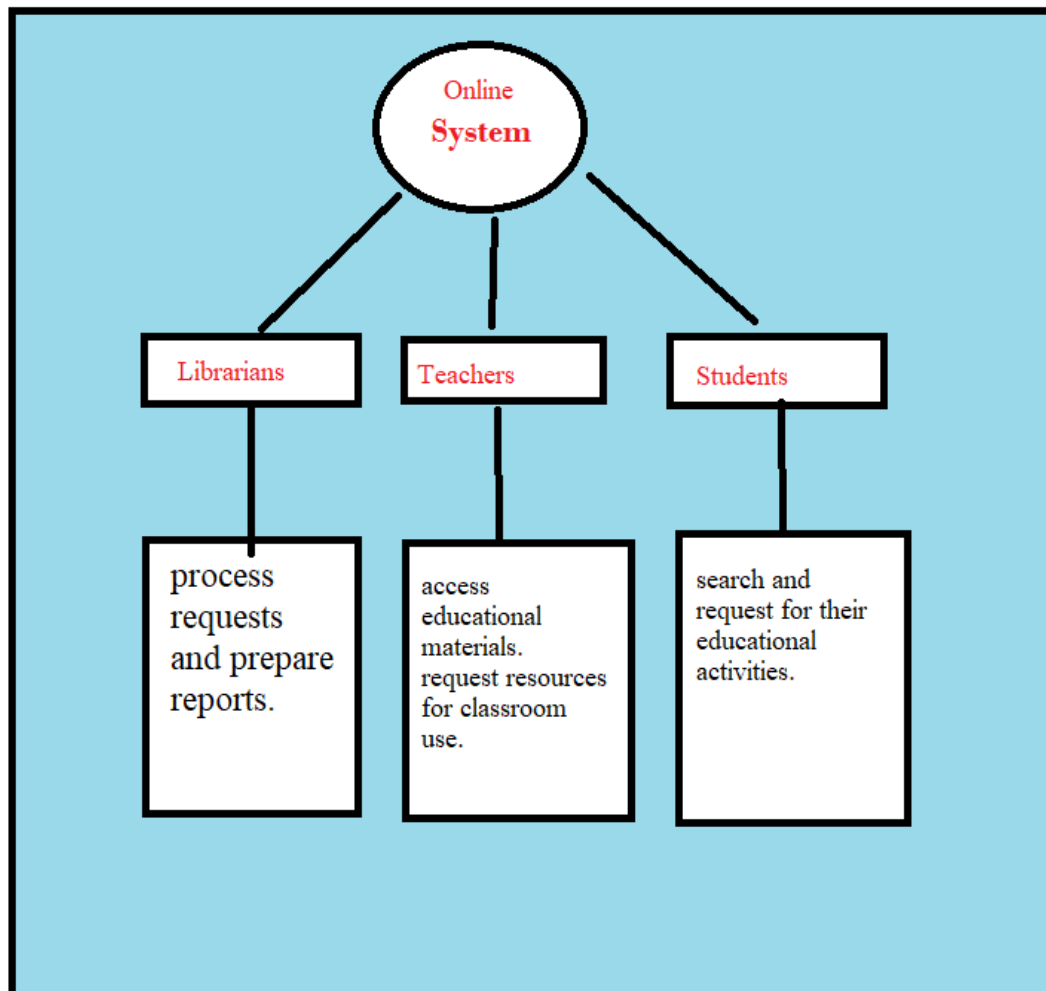 Online
System
Librarians
Teachers
Students
process
requests
and prepare
reports.
access
educational
materials.
request resources
for classroom
use.
search and
request for their
educational
activities.